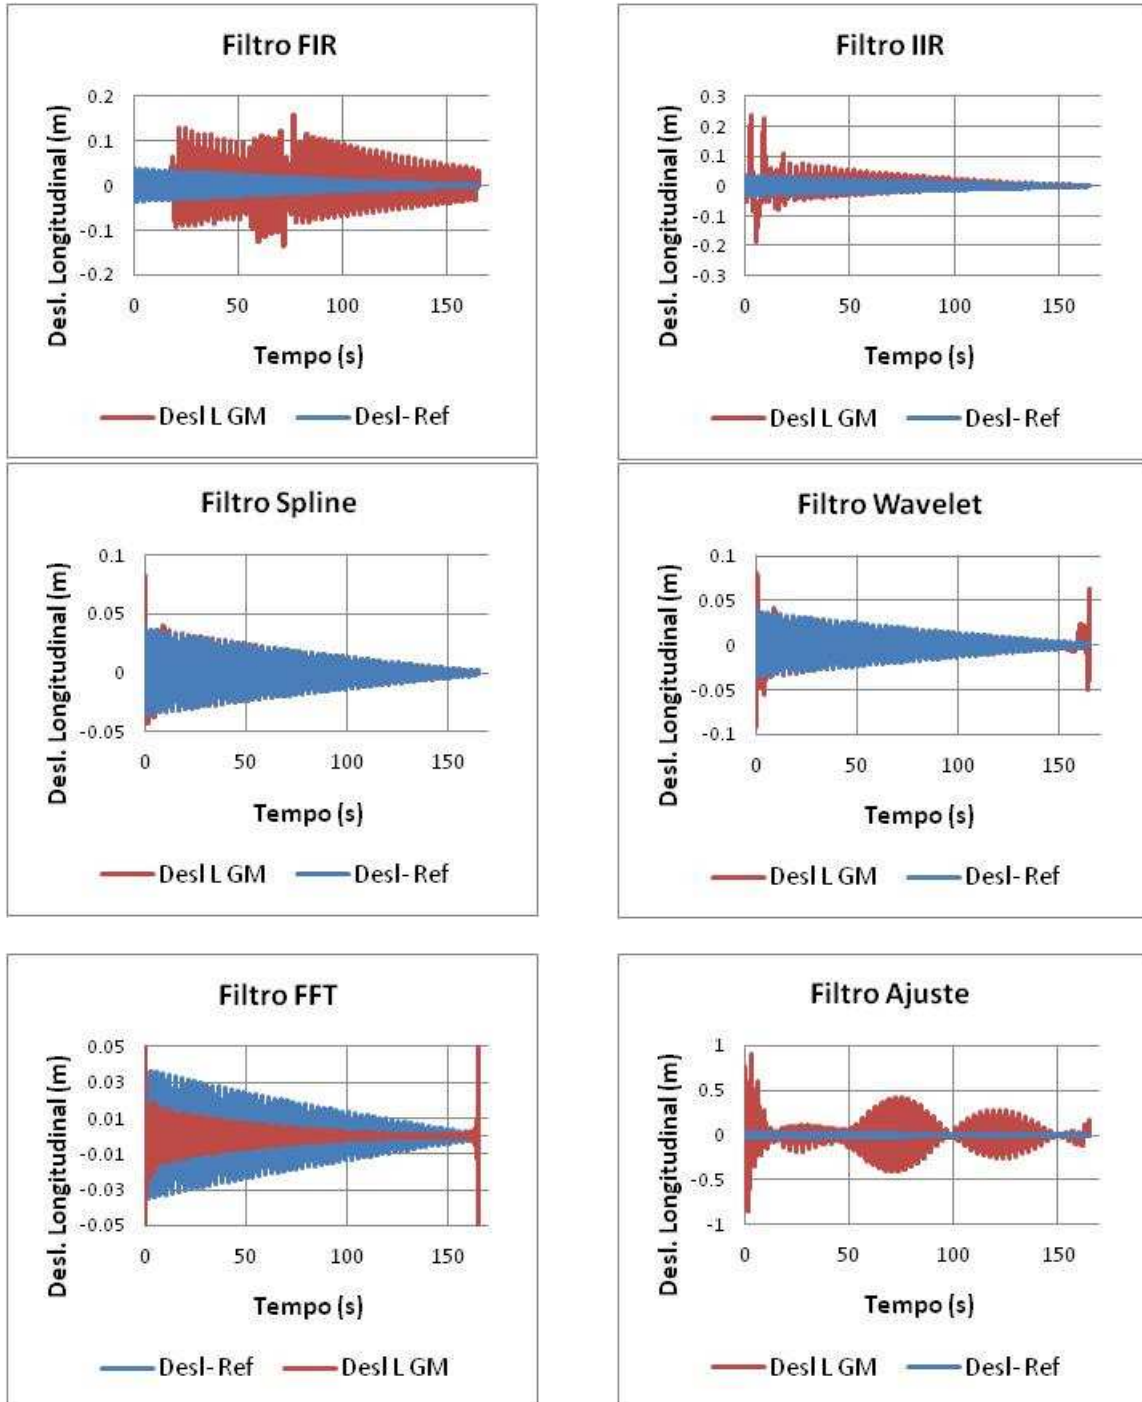 Filtro FIR
Desl. Longitudinal (m)
0.2
0.1
0
-0.1
-0.2
0 50 100 150
Tempo (s)
Desl L GM Desl- Ref
Filtro IIR
Desl. Longitudinal (m)
0.3
0.2
0.1
0
-0.1
-0.2
-0.3
0 50 100 150
Tempo (s)
Desl L GM Desl- Ref
Filtro Spline
Desl. Longitudinal (m)
0.1
0.05
0
-0.05
0 50 100 150
Tempo (s)
Desl L GM Desl- Ref
Filtro Wavelet
Desl. Longitudinal (m)
0.1
0.05
0
-0.05
-0.1
0 50 100 150
Tempo (s)
Desl L GM Desl- Ref
Filtro FFT
Desl. Longitudinal (m)
0.05
0.03
0.01
-0.01
-0.03
-0.05
0 50 100 150
Tempo (s)
Desl- Ref Desl L GM
Filtro Ajuste
Desl. Longitudinal (m)
1
0.5
0
-0.5
-1
0 50 100 150
Tempo (s)
Desl L GM Desl- Ref